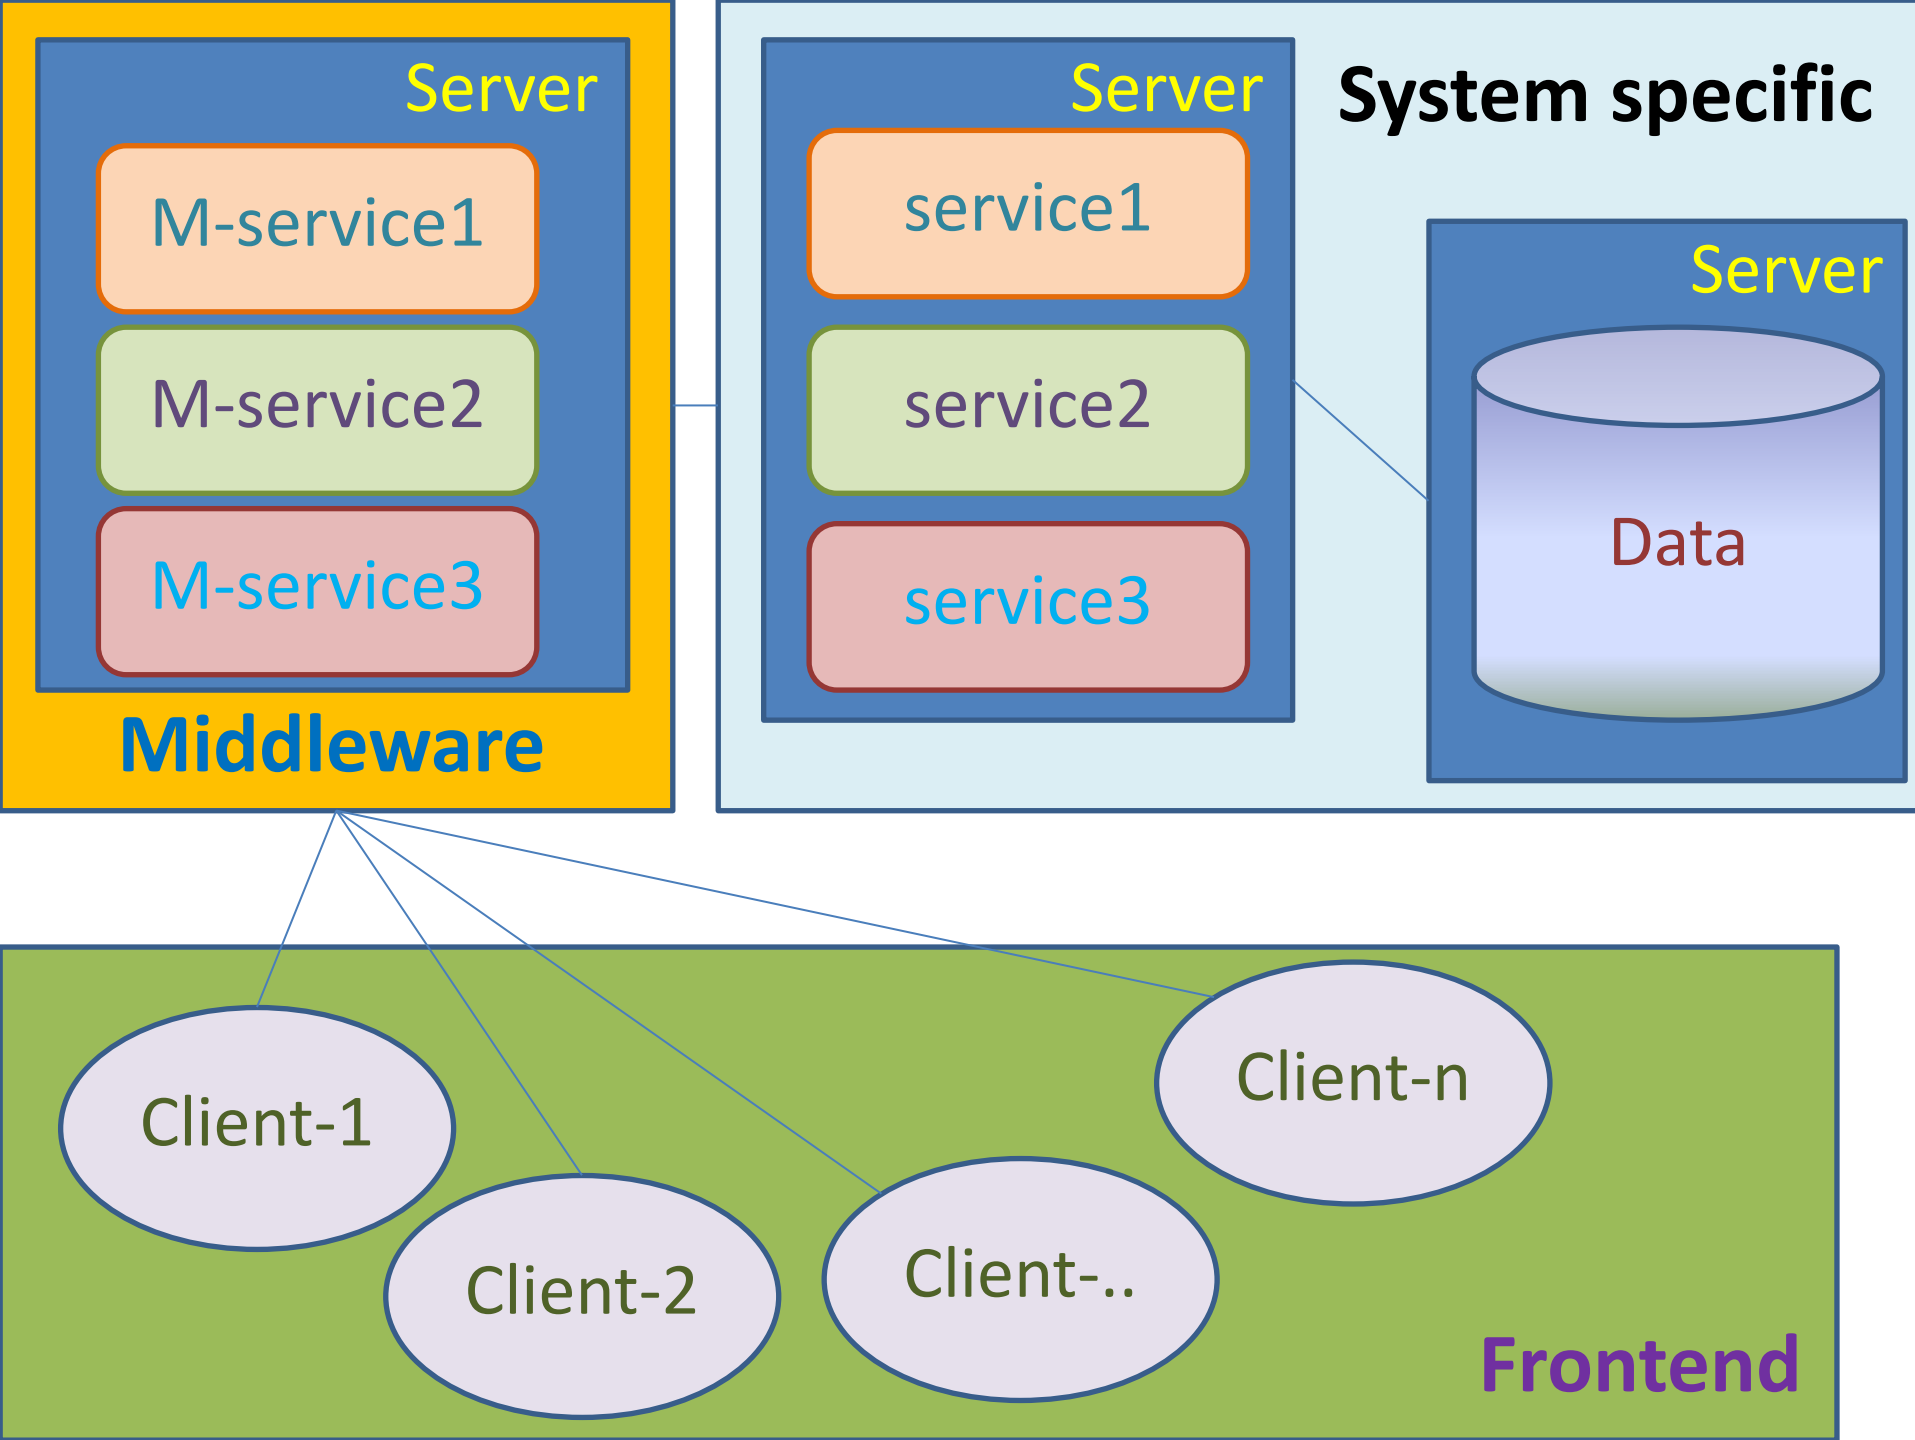 Server
M-service1
M-service2
M-service3
Middleware
System specific
Server
service1
service2
service3
Server
Data
Client-1
Client-2
Client-..
Client-n
Frontend